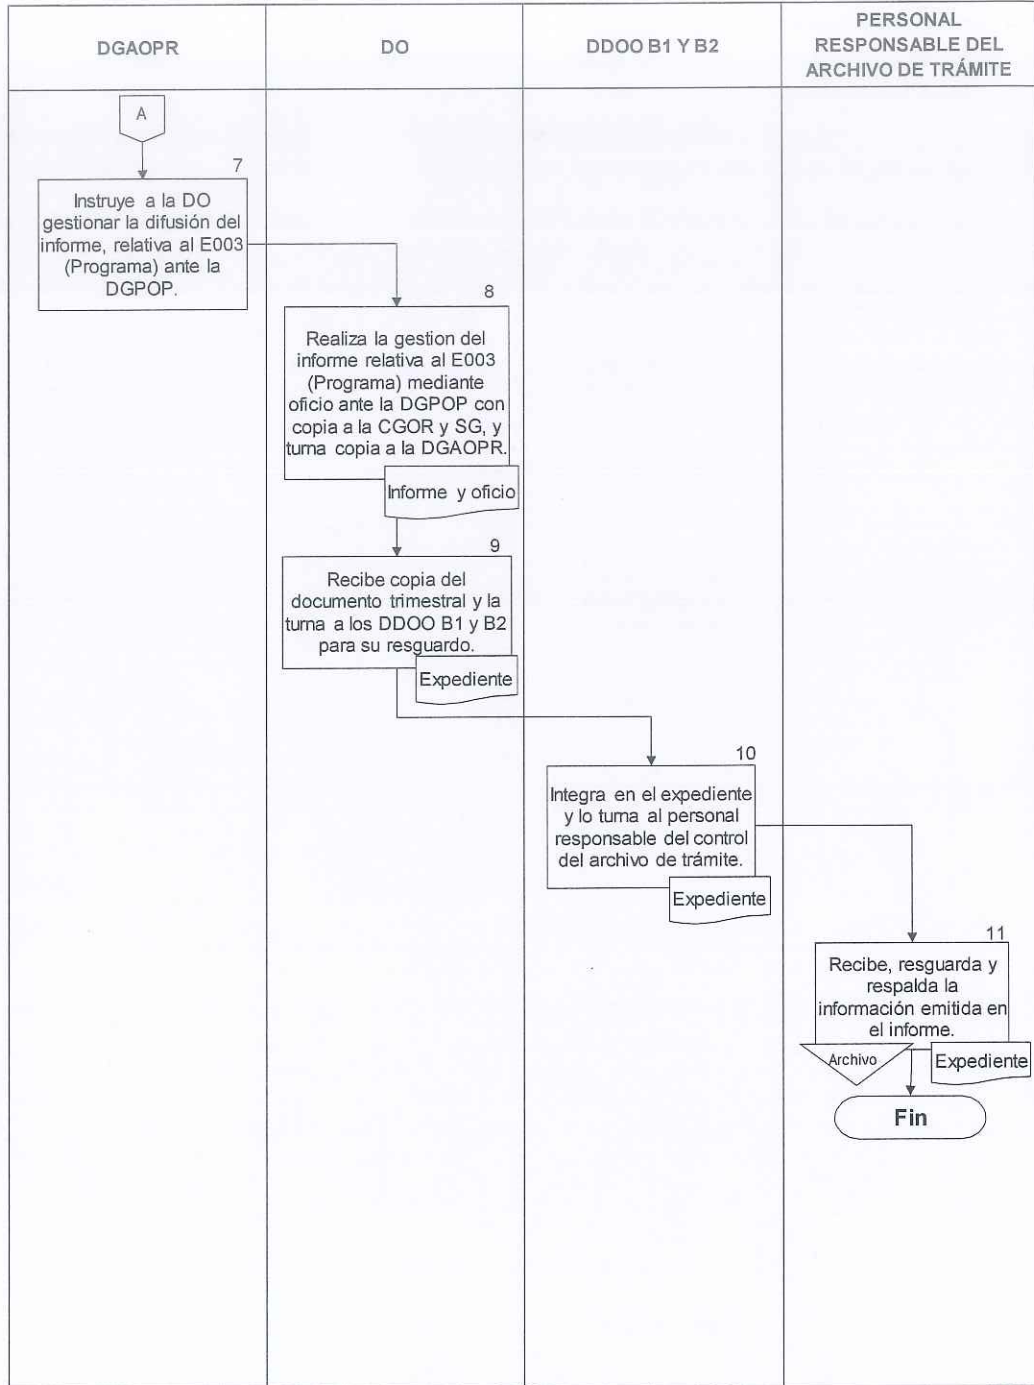 DGAOPR
DO
DDOO B1 Y B2
PERSONAL
RESPONSABLE DEL
ARCHIVO DE TRÁMITE
A
7
Instruye a la DO
gestionar la difusión del
informe, relativa al E003
(Programa) ante la
DGPOP.
8
Realiza la gestion del
informe relativa al E003
(Programa) mediante
oficio ante la DGPOP con
copia a la CGOR y SG, y
turna copia a la DGAOPR.
Informe y oficio
9
Recibe copia del
documento trimestral y la
turna a los DDOO B1 y B2
para su resguardo.
Expediente
10
Integra en el expediente
y lo turna al personal
responsable del control
del archivo de trámite.
Expediente
11
Recibe, resguarda y
respalda la
información emitida en
el informe.
Archivo
Expediente
Fin